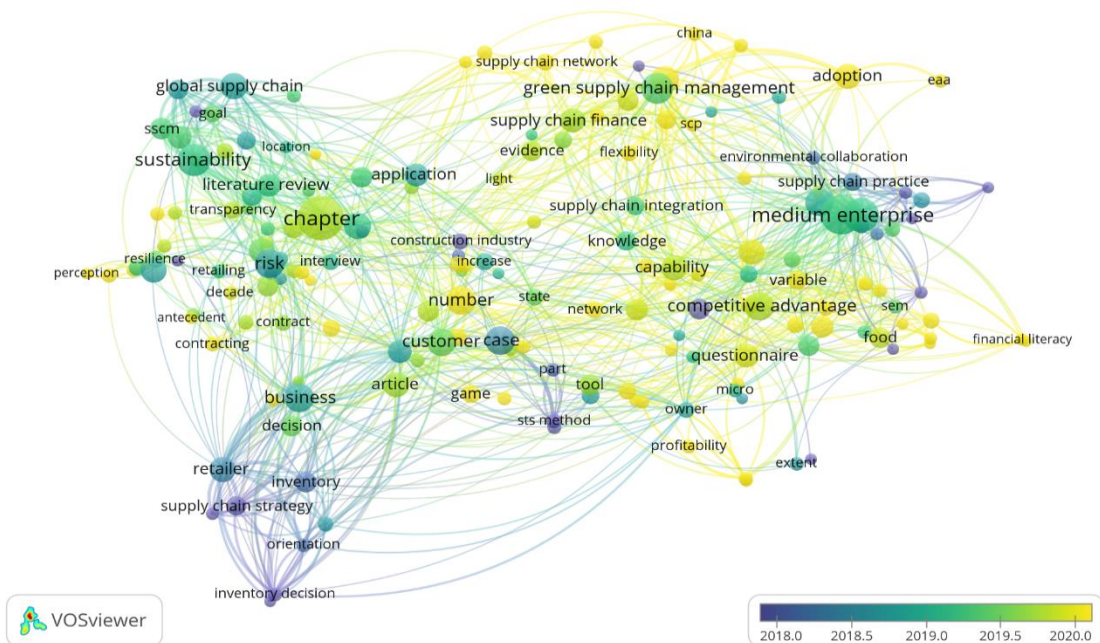 china
supply chain network
adoption
eaa
global supply chain
green supply chain management
goal
supply chain finance
scp
sscm
location
evidence
flexibility
environmental collaboration
sustainability
application
light
supply chain practice
literature review
transparency
supply chain integration
chapter
medium enterprise
construction industry
knowledge
resilience
risk
interview
increase
capability
perception
retailing
variable
decade
number
state
network
competitive advantage
sem
antecedent
contract
contracting
customer
case
food
financial literacy
questionnaire
part
article
tool
micro
business
game
owner
decision
sts method
profitability
retailer
extent
inventory
supply chain strategy
orientation
inventory decision
VOSviewer
2018.0 2018.5 2019.0 2019.5 2020.0